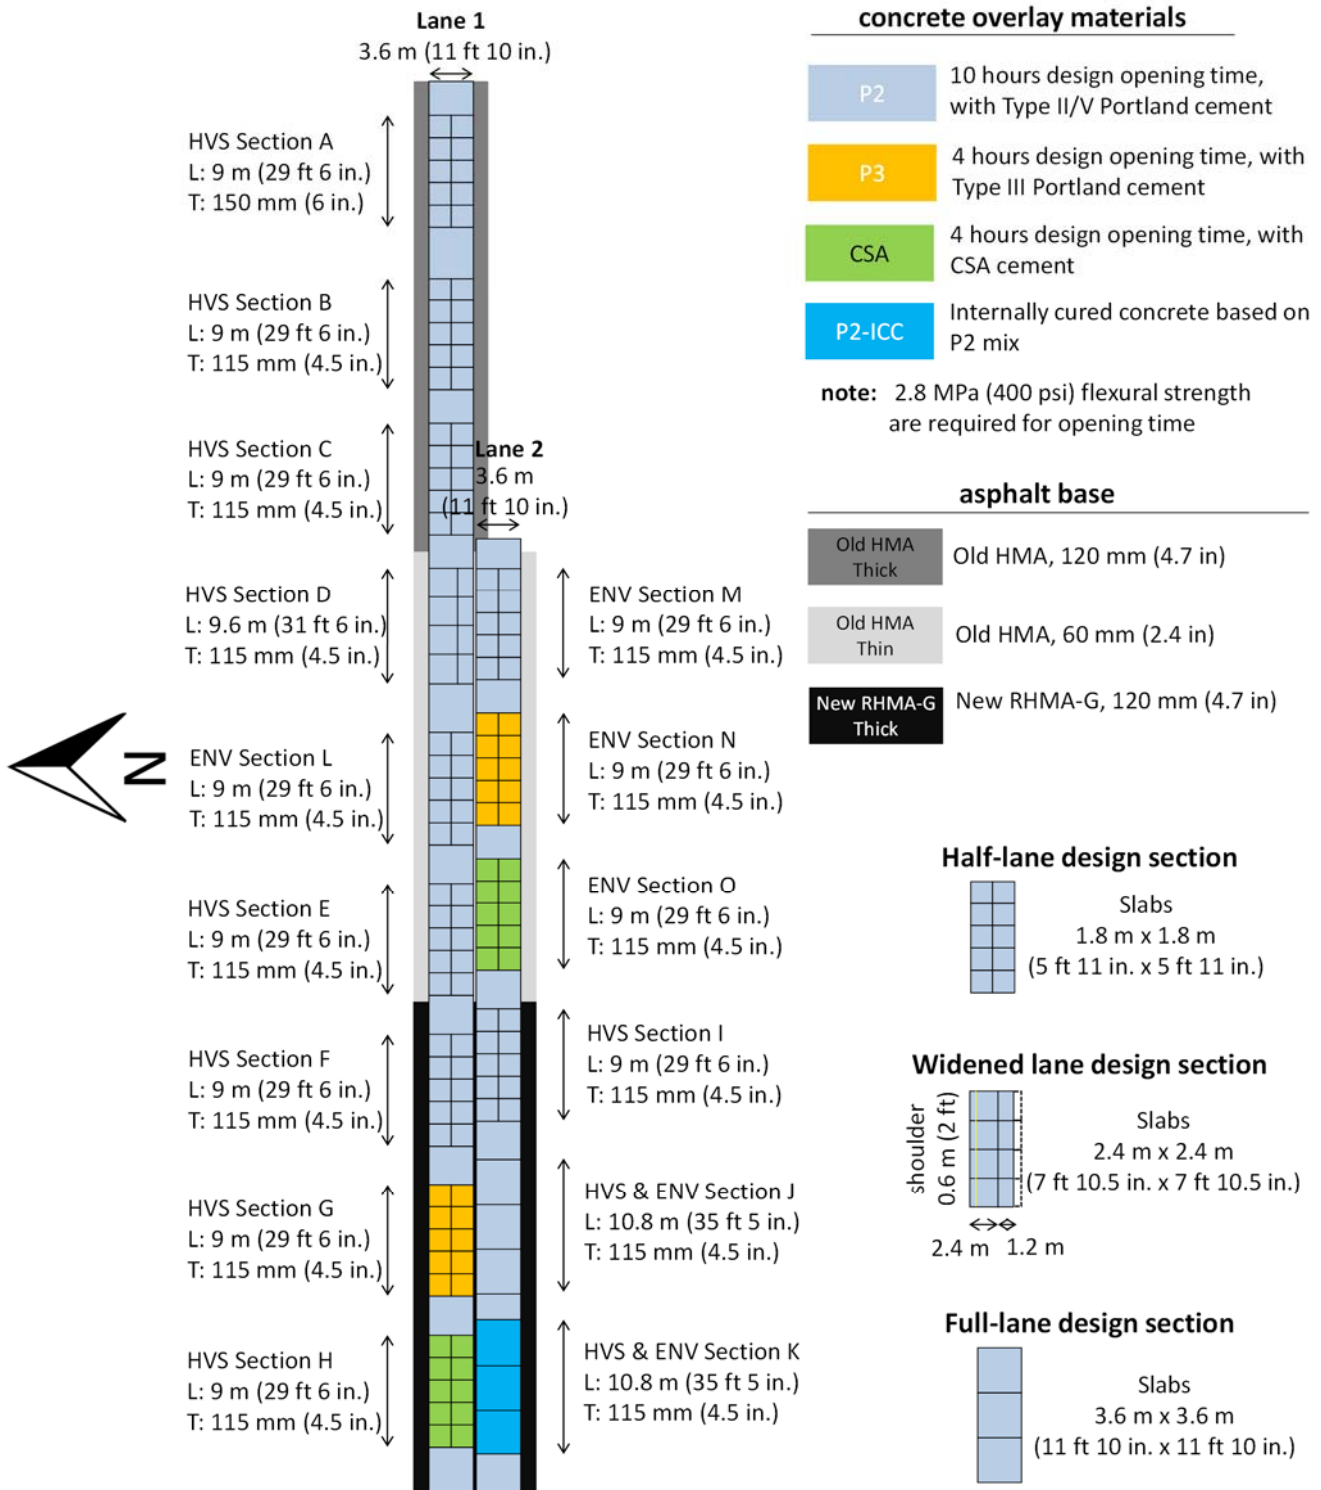 Lane 1
3.6 m (11 ft 10 in.)
HVS Section A
L: 9 m (29 ft 6 in.)
T: 150 mm (6 in.)
HVS Section B
L: 9 m (29 ft 6 in.)
T: 115 mm (4.5 in.)
HVS Section C
L: 9 m (29 ft 6 in.)
T: 115 mm (4.5 in.)
HVS Section D
L: 9.6 m (31 ft 6 in.)
T: 115 mm (4.5 in.)
N
ENV Section L
L: 9 m (29 ft 6 in.)
T: 115 mm (4.5 in.)
HVS Section E
L: 9 m (29 ft 6 in.)
T: 115 mm (4.5 in.)
HVS Section F
L: 9 m (29 ft 6 in.)
T: 115 mm (4.5 in.)
HVS Section G
L: 9 m (29 ft 6 in.)
T: 115 mm (4.5 in.)
HVS Section H
L: 9 m (29 ft 6 in.)
T: 115 mm (4.5 in.)
Lane 2
3.6 m
(11 ft 10 in.)
ENV Section M
L: 9 m (29 ft 6 in.)
T: 115 mm (4.5 in.)
ENV Section N
L: 9 m (29 ft 6 in.)
T: 115 mm (4.5 in.)
ENV Section O
L: 9 m (29 ft 6 in.)
T: 115 mm (4.5 in.)
HVS Section I
L: 9 m (29 ft 6 in.)
T: 115 mm (4.5 in.)
HVS & ENV Section J
L: 10.8 m (35 ft 5 in.)
T: 115 mm (4.5 in.)
HVS & ENV Section K
L: 10.8 m (35 ft 5 in.)
T: 115 mm (4.5 in.)
concrete overlay materials
P2
10 hours design opening time,
with Type II/V Portland cement
P3
4 hours design opening time, with
Type III Portland cement
CSA
4 hours design opening time, with
CSA cement
P2-ICC
Internally cured concrete based on
P2 mix
note: 2.8 MPa (400 psi) flexural strength
are required for opening time
asphalt base
Old HMA
Thick
Old HMA, 120 mm (4.7 in)
Old HMA
Thin
Old HMA, 60 mm (2.4 in)
New RHMA-G
Thick
New RHMA-G, 120 mm (4.7 in)
Half-lane design section
Slabs
1.8 m x 1.8 m
(5 ft 11 in. x 5 ft 11 in.)
Widened lane design section
shoulder
0.6 m (2 ft)
Slabs
2.4 m x 2.4 m
(7 ft 10.5 in. x 7 ft 10.5 in.)
2.4 m 1.2 m
Full-lane design section
Slabs
3.6 m x 3.6 m
(11 ft 10 in. x 11 ft 10 in.)